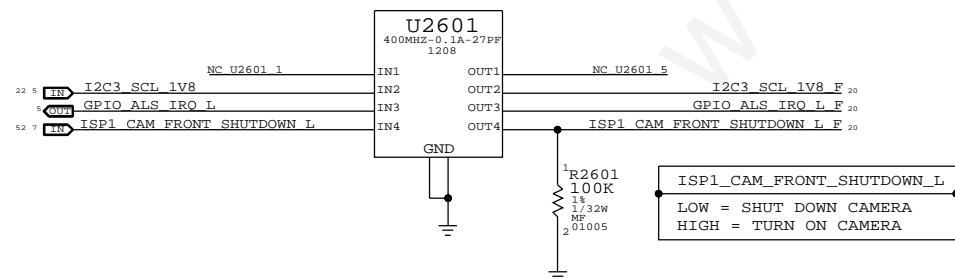 U2601
400MHZ-0.1A-27PF
1208
NC_U2601_1 IN1 OUT1 NC_U2601_5
22 5 IN I2C3_SCL_1V8 IN2 OUT2 I2C3_SCL_1V8_F 20
5 OUT GPIO_ALS_IRQ_L IN3 OUT3 GPIO_ALS_IRQ_L_F 20
52 7 IN ISP1_CAM_FRONT_SHUTDOWN_L IN4 OUT4 ISP1_CAM_FRONT_SHUTDOWN_L_F 20
GND
1 R2601
100K
1%
1/32W
MF
2 01005
ISP1_CAM_FRONT_SHUTDOWN_L
LOW = SHUT DOWN CAMERA
HIGH = TURN ON CAMERA